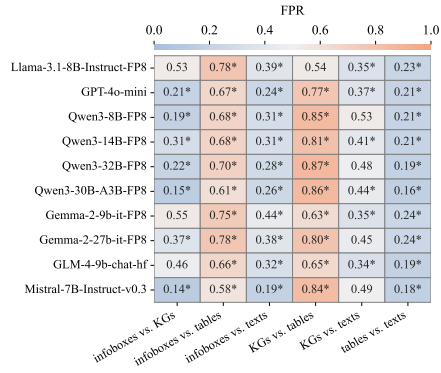 FPR
0.0 0.2 0.4 0.6 0.8 1.0
Llama-3.1-8B-Instruct-FP8 0.53 0.78* 0.39* 0.54 0.35* 0.23*
GPT-4o-mini 0.21* 0.67* 0.24* 0.77* 0.37* 0.21*
Qwen3-8B-FP8 0.19* 0.68* 0.31* 0.85* 0.53 0.21*
Qwen3-14B-FP8 0.31* 0.68* 0.31* 0.81* 0.41* 0.21*
Qwen3-32B-FP8 0.22* 0.70* 0.28* 0.87* 0.48 0.19*
Qwen3-30B-A3B-FP8 0.15* 0.61* 0.26* 0.86* 0.44* 0.16*
Gemma-2-9b-it-FP8 0.55 0.75* 0.44* 0.63* 0.35* 0.24*
Gemma-2-27b-it-FP8 0.37* 0.78* 0.38* 0.80* 0.45 0.24*
GLM-4-9b-chat-hf 0.46 0.66* 0.32* 0.65* 0.34* 0.19*
Mistral-7B-Instruct-v0.3 0.14* 0.58* 0.19* 0.84* 0.49 0.18*
infoboxes vs. KGs
infoboxes vs. tables
infoboxes vs. texts
KGs vs. tables
KGs vs. texts
tables vs. texts